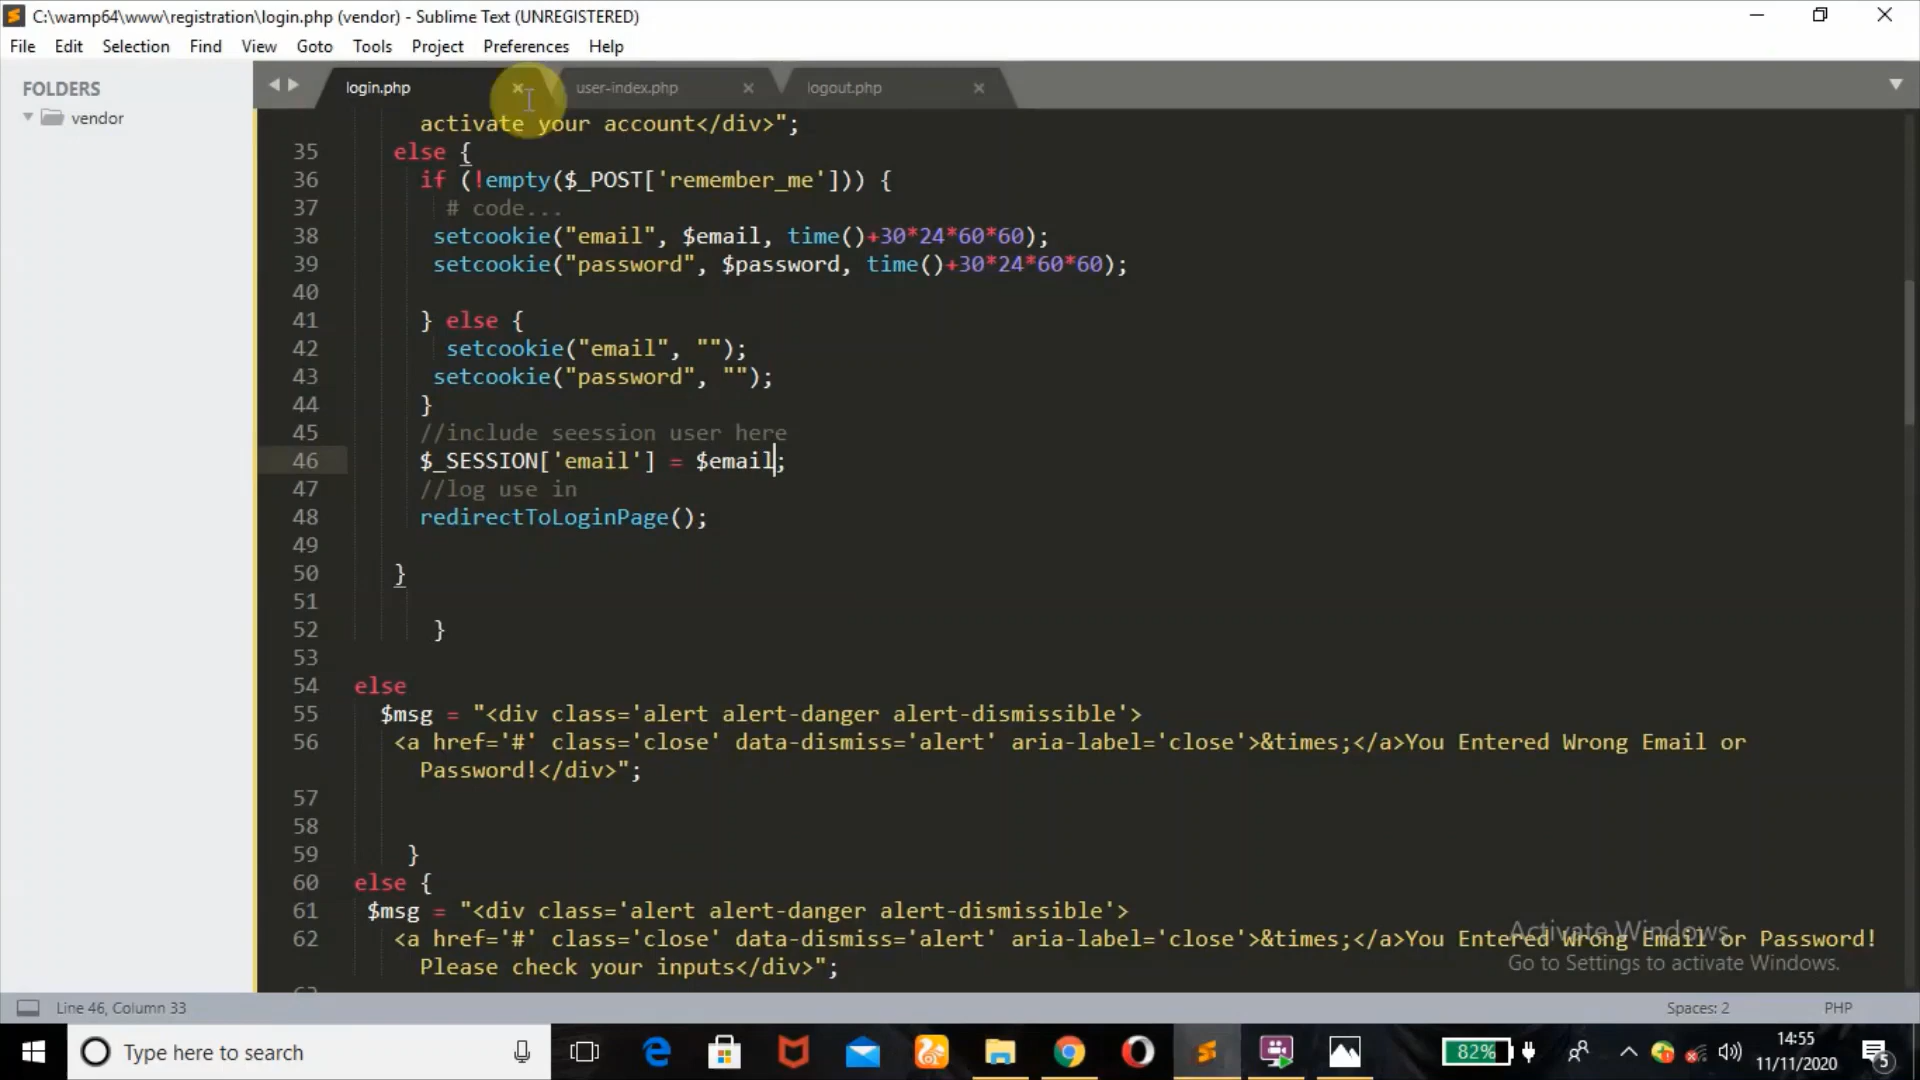 C:\wamp64\www\registration\login.php (vendor) - Sublime Text (UNREGISTERED)
File Edit Selection Find View Goto Tools Project Preferences Help
FOLDERS
vendor
login.php × user-index.php × logout.php ×
activate your account</div>";
35 else {
36 if (!empty($_POST['remember_me'])) {
37 # code...
38 setcookie("email", $email, time()+30*24*60*60);
39 setcookie("password", $password, time()+30*24*60*60);
40
41 } else {
42 setcookie("email", "");
43 setcookie("password", "");
44 }
45 //include seession user here
46 $_SESSION['email'] = $email;
47 //log use in
48 redirectToLoginPage();
49
50 }
51
52 }
53
54 else
55 $msg = "<div class='alert alert-danger alert-dismissible'>
56 <a href='#' class='close' data-dismiss='alert' aria-label='close'>&times;</a>You Entered Wrong Email or
Password!</div>";
57
58
59 }
60 else {
61 $msg = "<div class='alert alert-danger alert-dismissible'>
62 <a href='#' class='close' data-dismiss='alert' aria-label='close'>&times;</a>You Entered Wrong Email or Password!
Please check your inputs</div>";
Activate Windows
Go to Settings to activate Windows.
Line 46, Column 33
Spaces: 2
PHP
Type here to search
82%
14:55
11/11/2020
5